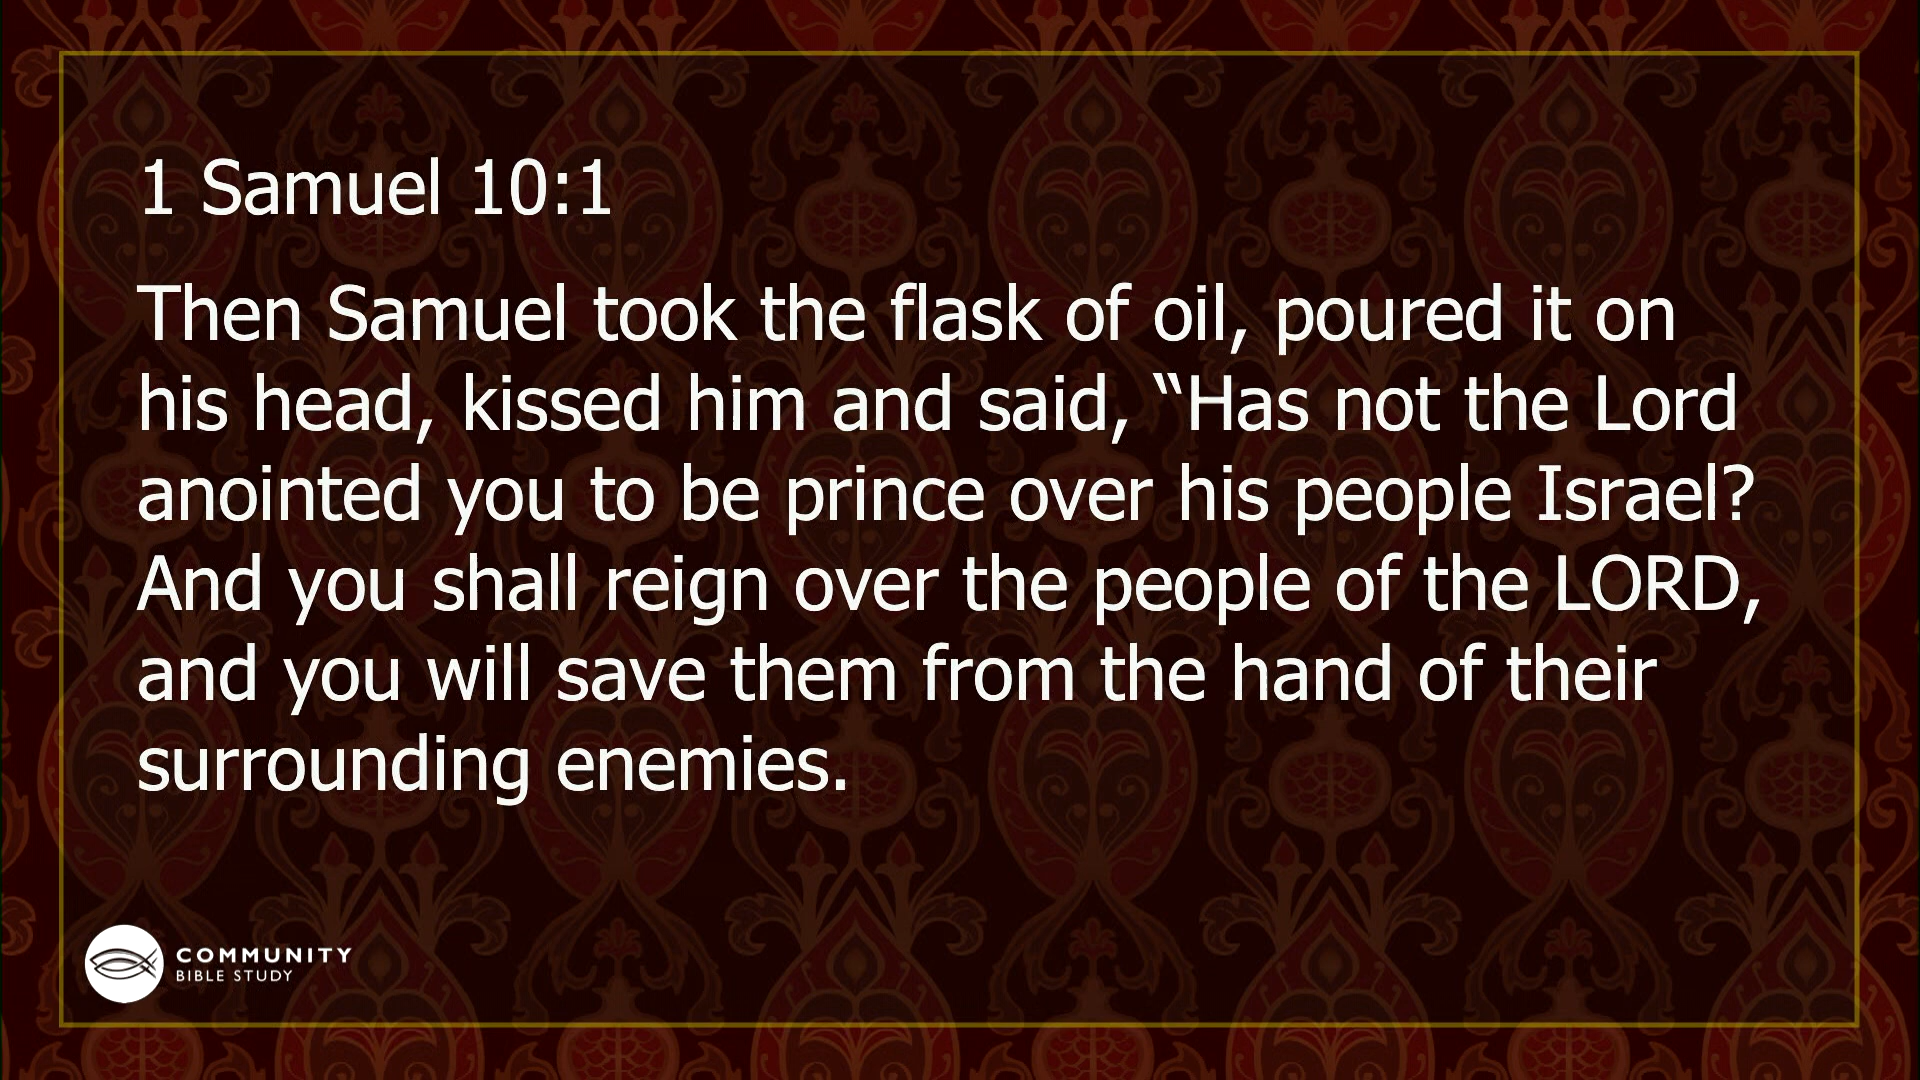 1 Samuel 10:1
Then Samuel took the flask of oil, poured it on
his head, kissed him and said, “Has not the Lord
anointed you to be prince over his people Israel?
And you shall reign over the people of the LORD,
and you will save them from the hand of their
surrounding enemies.
COMMUNITY
BIBLE STUDY